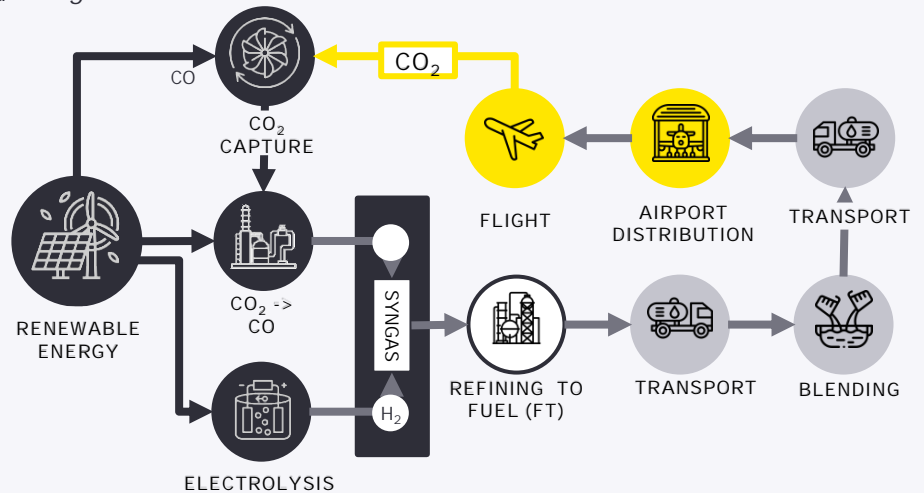 CO
CO₂
CO₂
CAPTURE
FLIGHT
AIRPORT
DISTRIBUTION
TRANSPORT
RENEWABLE
ENERGY
CO₂ ->
CO
SYNGAS
H₂
REFINING TO
FUEL (FT)
TRANSPORT
BLENDING
ELECTROLYSIS